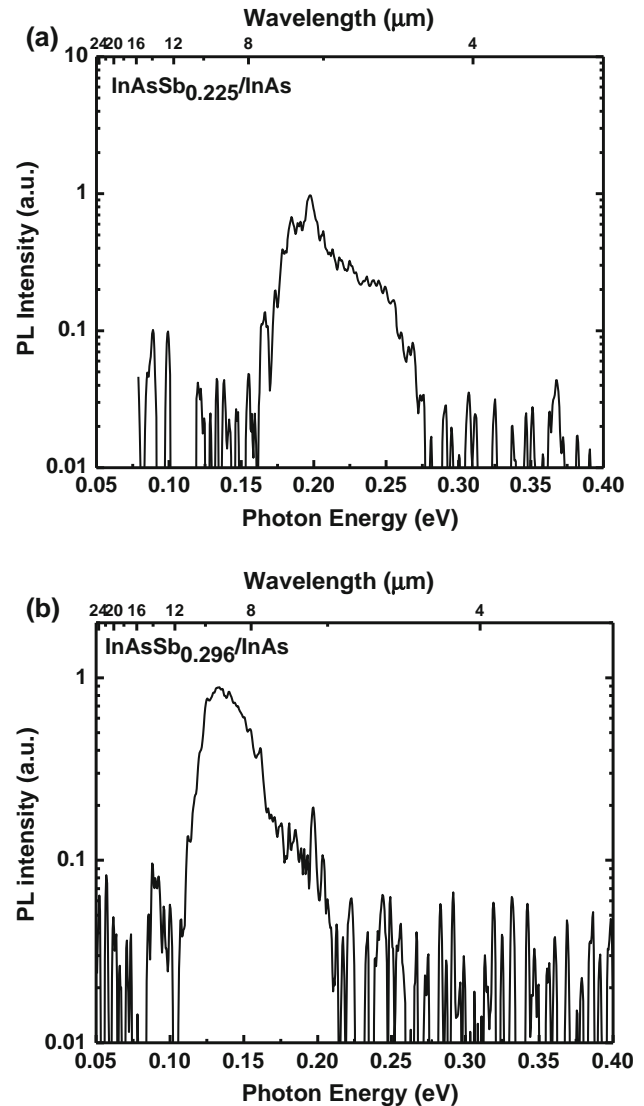 Wavelength (μm)
(a)
24 20 16 12 8 4
InAsSb0.225/InAs
10
1
0.1
0.01
PL Intensity (a.u.)
0.05 0.10 0.15 0.20 0.25 0.30 0.35 0.40
Photon Energy (eV)
Wavelength (μm)
(b)
24 20 16 12 8 4
InAsSb0.296/InAs
1
0.1
0.01
PL intensity (a.u.)
0.05 0.10 0.15 0.20 0.25 0.30 0.35 0.40
Photon Energy (eV)